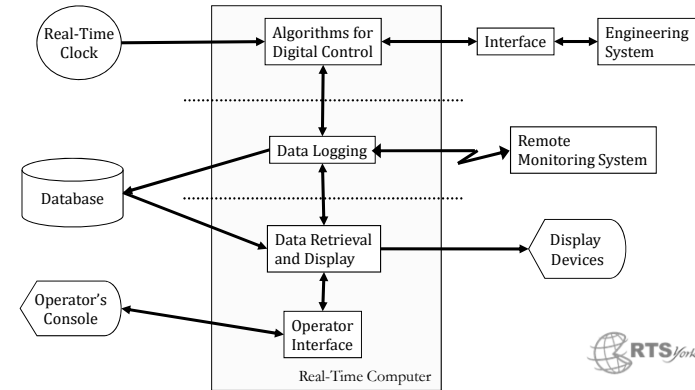 Real-Time
Clock
Algorithms for
Digital Control
Interface
Engineering
System
Data Logging
Remote
Monitoring System
Database
Data Retrieval
and Display
Display
Devices
Operator's
Console
Operator
Interface
Real-Time Computer
RTS York